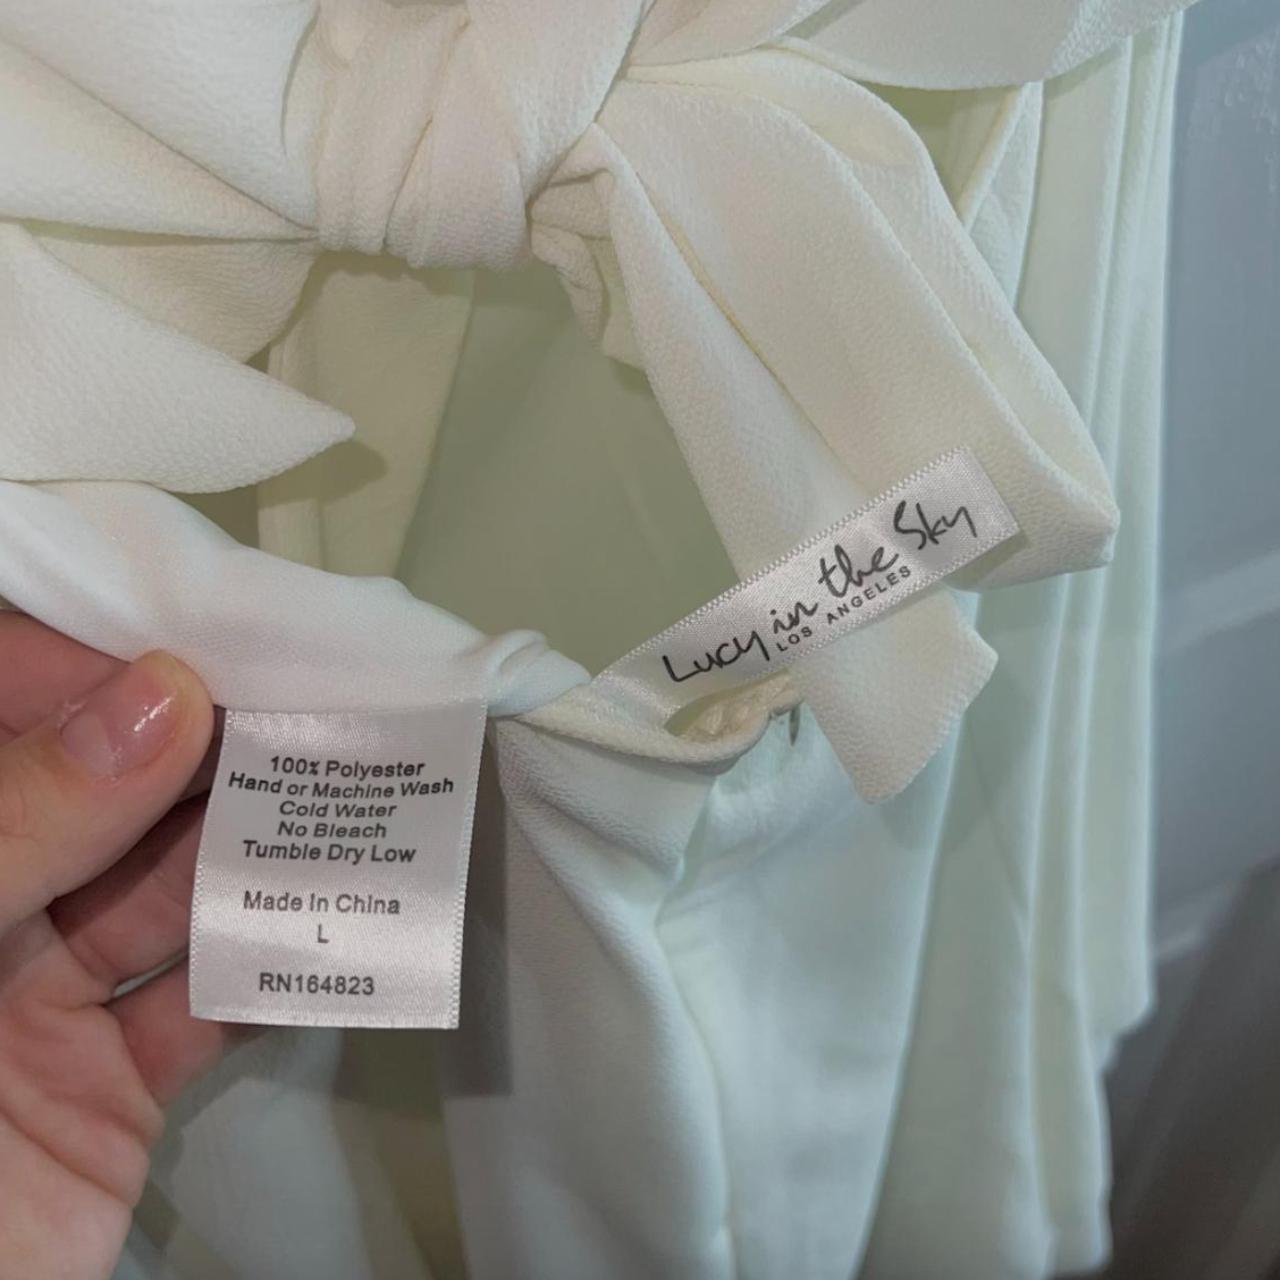 Lucy in the Sky
LOS ANGELES
100% Polyester
Hand or Machine Wash
Cold Water
No Bleach
Tumble Dry Low
Made In China
L
RN164823